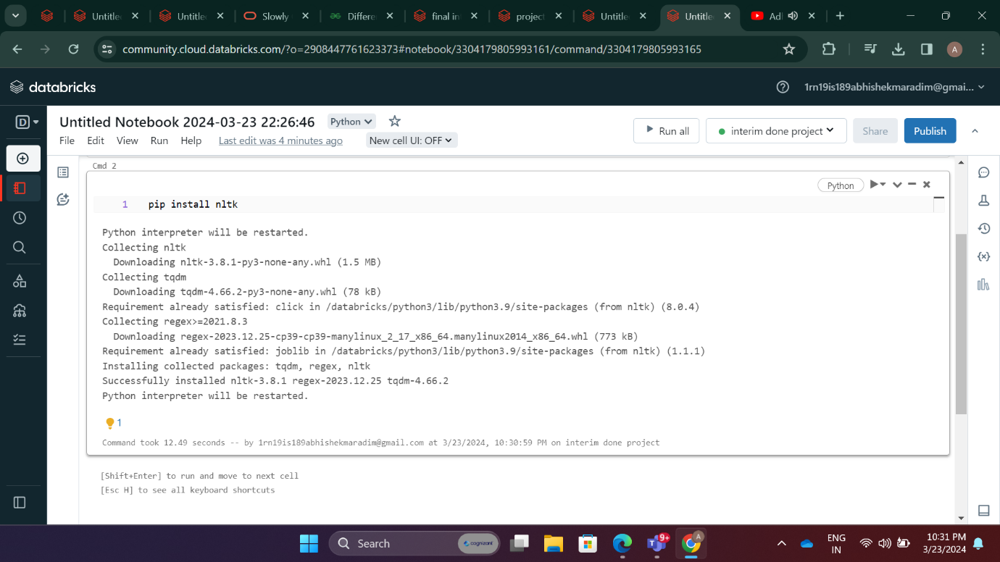 Untitle
Untitle
Slowly
Differe
final in
project
Untitle
Untitle
Ad
community.cloud.databricks.com/?o=2908447761623373#notebook/3304179805993161/command/3304179805993165
A
databricks
1rn19is189abhishekmaradim@gmai...
D
Untitled Notebook 2024-03-23 22:26:46 Python
File Edit View Run Help Last edit was 4 minutes ago New cell UI: OFF
Run all interim done project Share Publish
Cmd 2
Python
1 pip install nltk
Python interpreter will be restarted.
Collecting nltk
Downloading nltk-3.8.1-py3-none-any.whl (1.5 MB)
Collecting tqdm
Downloading tqdm-4.66.2-py3-none-any.whl (78 kB)
Requirement already satisfied: click in /databricks/python3/lib/python3.9/site-packages (from nltk) (8.0.4)
Collecting regex>=2021.8.3
Downloading regex-2023.12.25-cp39-cp39-manylinux_2_17_x86_64.manylinux2014_x86_64.whl (773 kB)
Requirement already satisfied: joblib in /databricks/python3/lib/python3.9/site-packages (from nltk) (1.1.1)
Installing collected packages: tqdm, regex, nltk
Successfully installed nltk-3.8.1 regex-2023.12.25 tqdm-4.66.2
Python interpreter will be restarted.
1
Command took 12.49 seconds -- by 1rn19is189abhishekmaradim@gmail.com at 3/23/2024, 10:30:59 PM on interim done project
[Shift+Enter] to run and move to next cell
[Esc H] to see all keyboard shortcuts
Search
cognizant
9+
A
ENG
IN
10:31 PM
3/23/2024